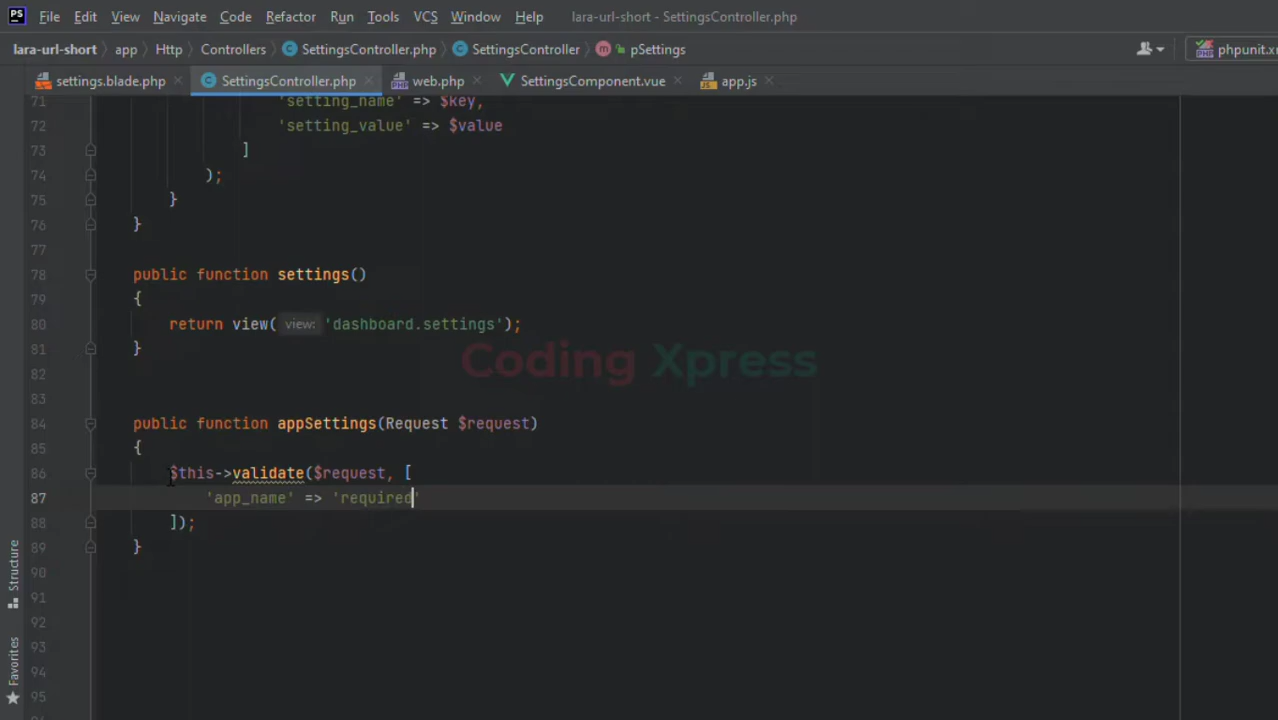 PS File Edit View Navigate Code Refactor Run Tools VCS Window Help lara-url-short - SettingsController.php
lara-url-short app Http Controllers SettingsController.php SettingsController m pSettings phpunit.x
settings.blade.php SettingsController.php web.php SettingsComponent.vue app.js
71 'setting_name' => $key,
72 'setting_value' => $value
73 ]
74 );
75 }
76 }
77
78 public function settings()
79 {
80 return view( view: 'dashboard.settings');
81 }
82
83
84 public function appSettings(Request $request)
85 {
86 $this->validate($request, [
87 'app_name' => 'required'
88 ]);
89 }
90
91
92
93
94
95
Coding Xpress
Structure
Favorites